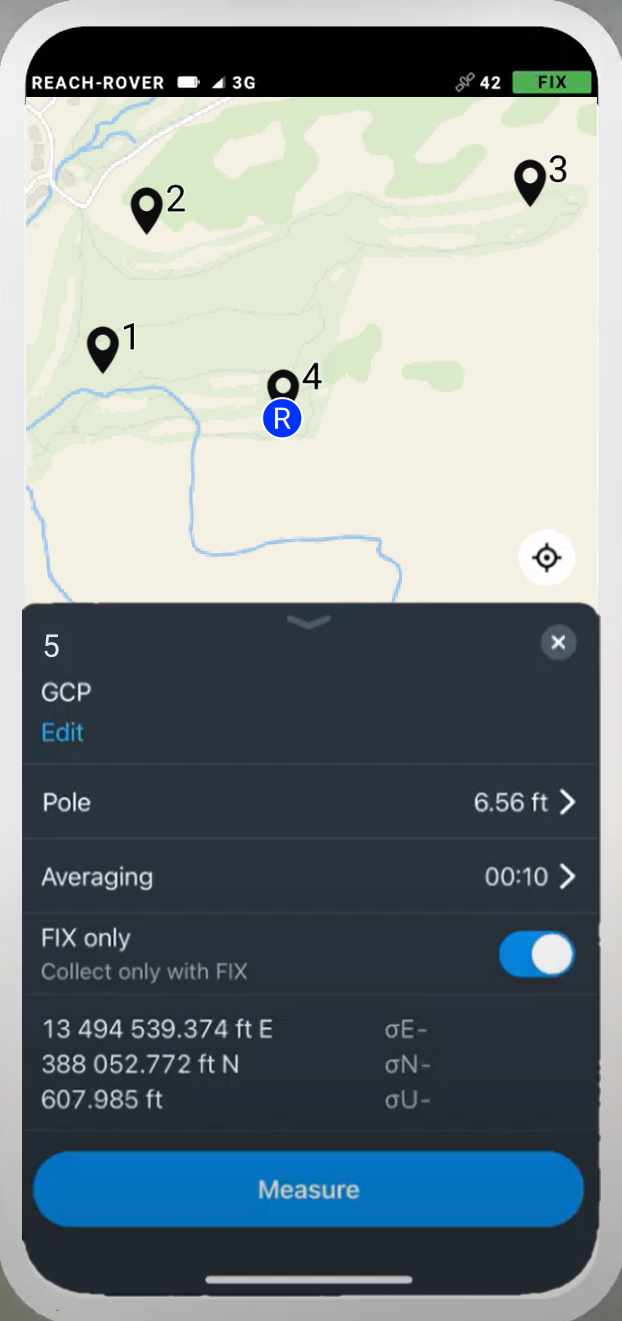 REACH-ROVER 3G 42 FIX
3
2
1
4
R
5
GCP
Edit
Pole 6.56 ft
Averaging 00:10
FIX only
Collect only with FIX
13 494 539.374 ft E σE-
388 052.772 ft N σN-
607.985 ft σU-
Measure